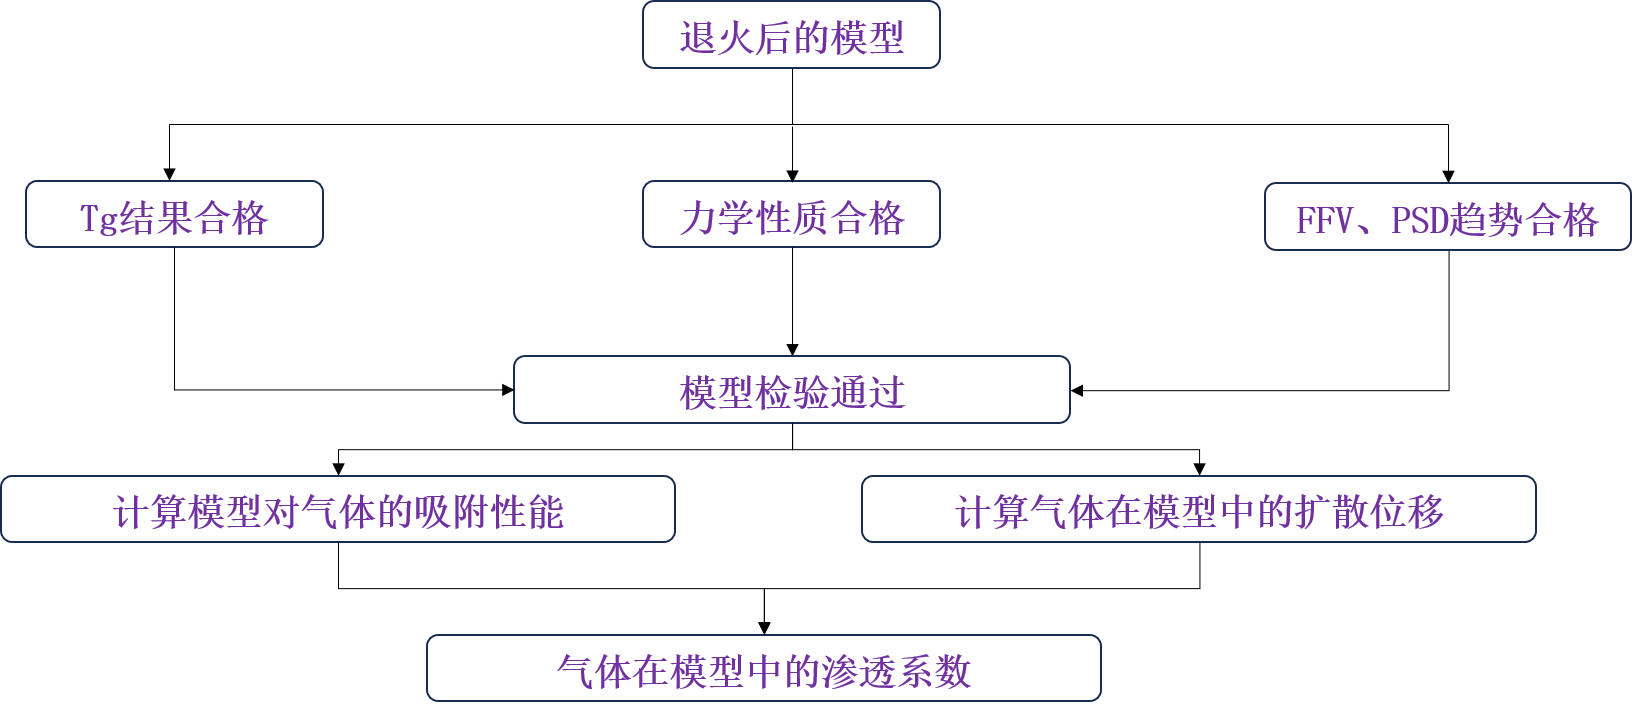 退火后的模型
Tg结果合格
力学性质合格
FFV、PSD趋势合格
模型检验通过
计算模型对气体的吸附性能
计算气体在模型中的扩散位移
气体在模型中的渗透系数